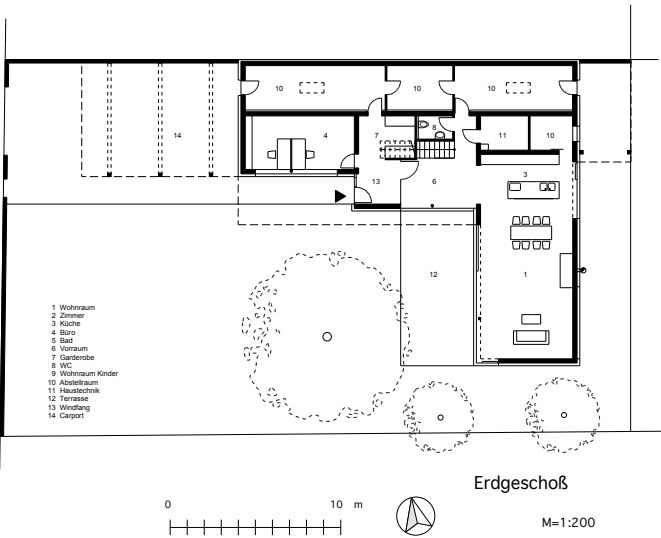 10
10
10
14
4
7
8
11
10
3
13
6
12
1
1 Wohnraum
2 Zimmer
3 Küche
4 Büro
5 Bad
6 Vorraum
7 Garderobe
8 WC
9 Wohnraum Kinder
10 Abstellraum
11 Haustechnik
12 Terrasse
13 Windfang
14 Carport
Erdgeschoß
0 10 m
M=1:200